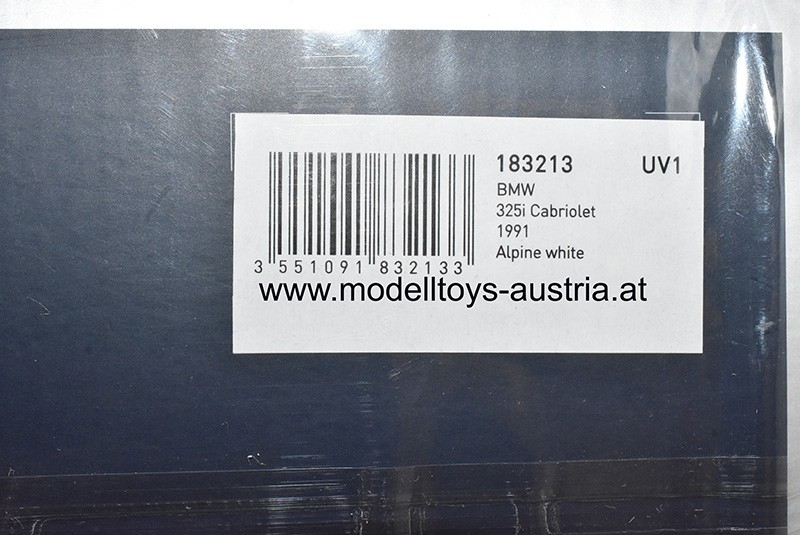 183213 UV1
BMW
325i Cabriolet
1991
Alpine white
3 551091 832133
www.modelltoys-austria.at